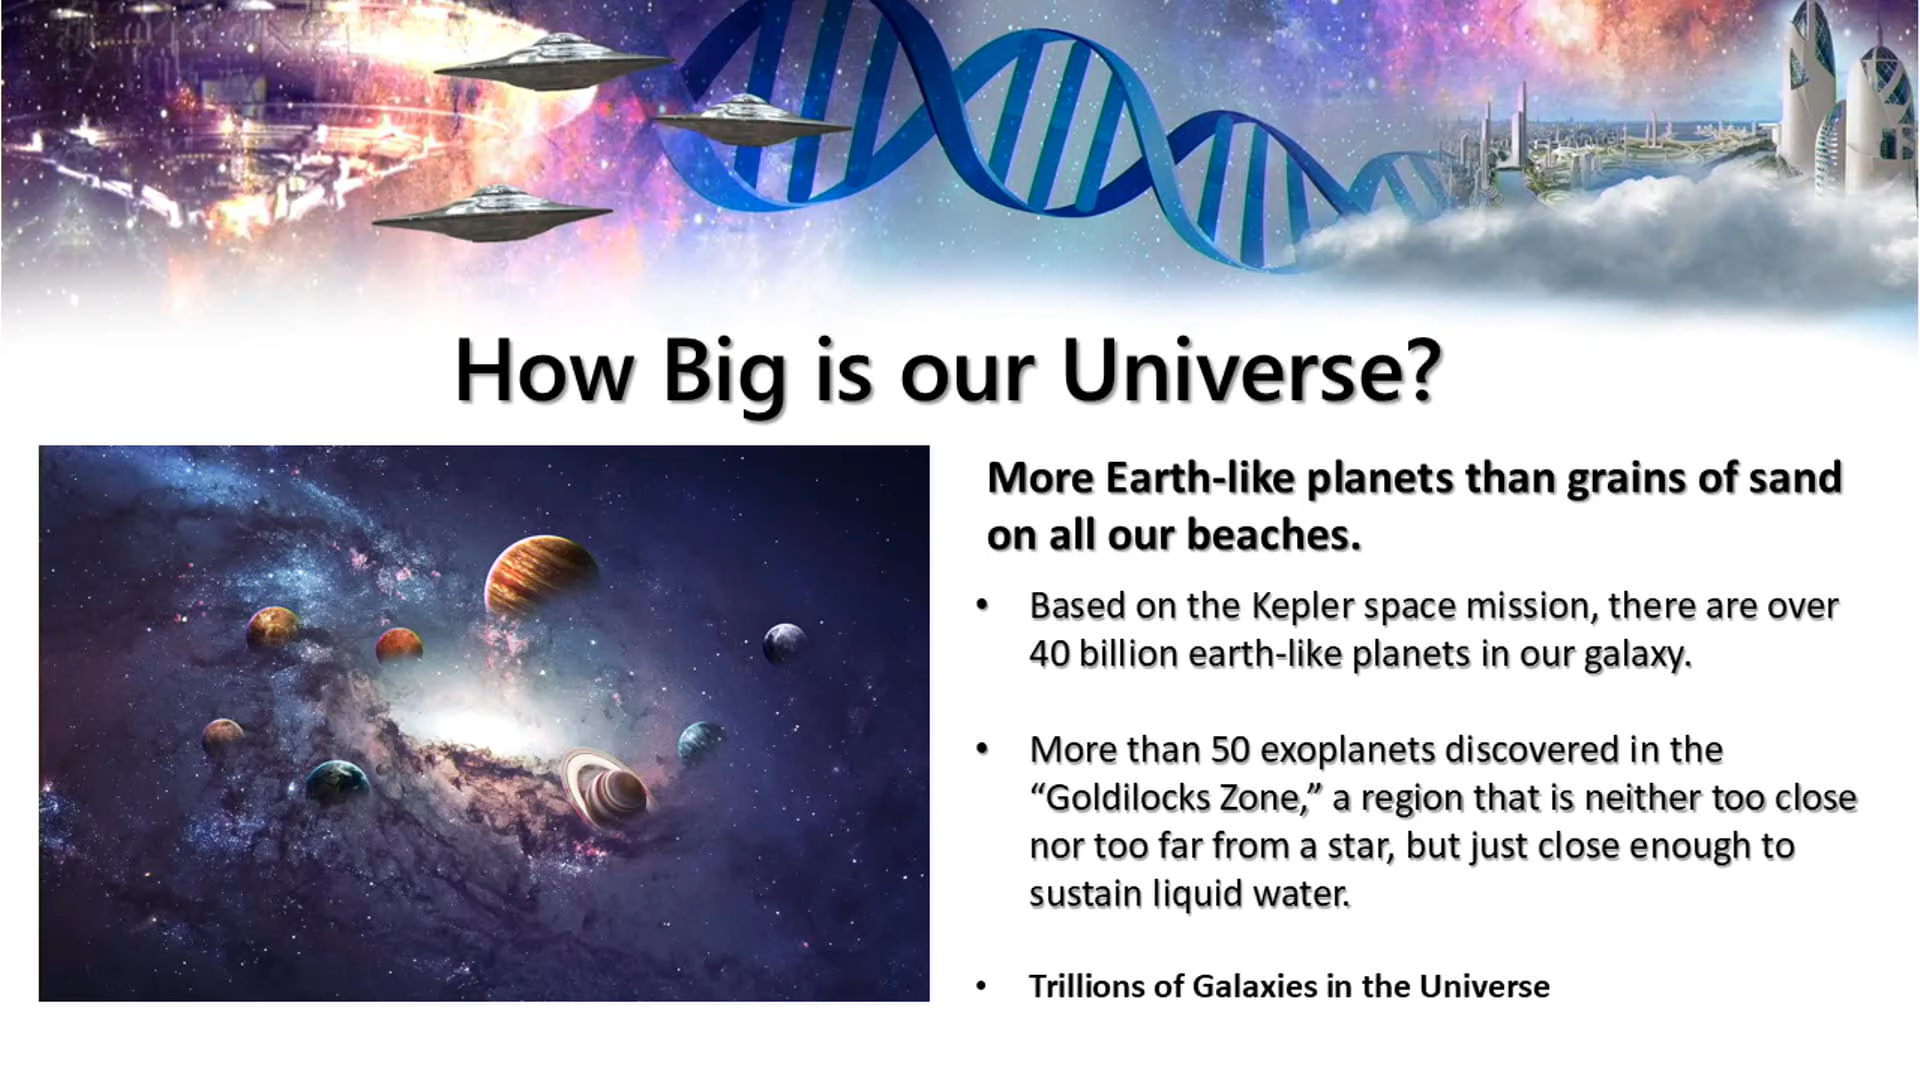 How Big is our Universe?
More Earth-like planets than grains of sand
on all our beaches.
• Based on the Kepler space mission, there are over
40 billion earth-like planets in our galaxy.
• More than 50 exoplanets discovered in the
“Goldilocks Zone,” a region that is neither too close
nor too far from a star, but just close enough to
sustain liquid water.
• Trillions of Galaxies in the Universe